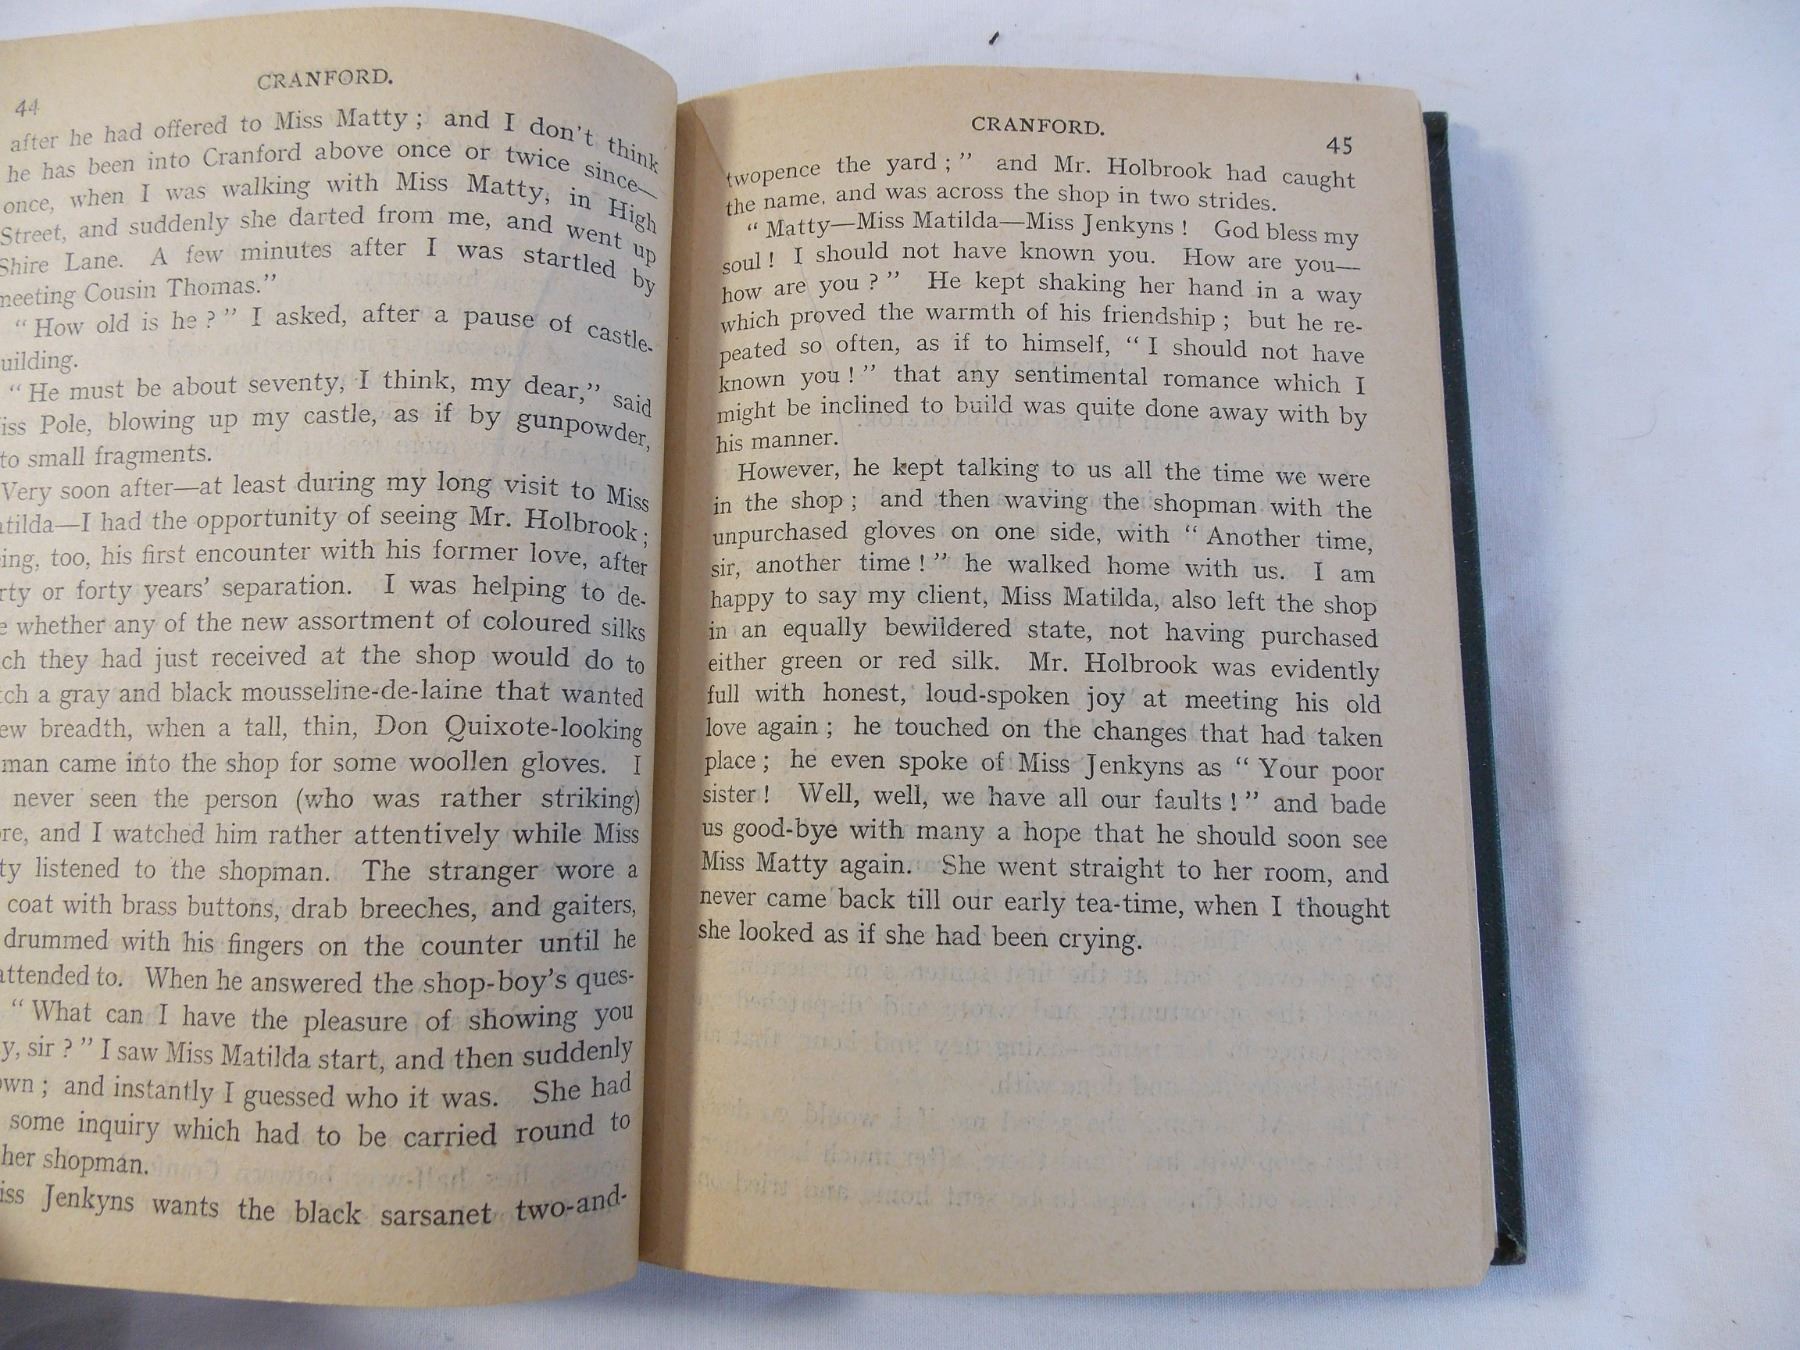 44
CRANFORD.
after he had offered to Miss Matty; and I don't think
he has been into Cranford above once or twice since—
once, when I was walking with Miss Matty, in High
Street, and suddenly she darted from me, and went up
Shire Lane. A few minutes after I was startled by
meeting Cousin Thomas."
"How old is he?" I asked, after a pause of castle-
uilding.
"He must be about seventy, I think, my dear," said
iss Pole, blowing up my castle, as if by gunpowder,
to small fragments.
Very soon after—at least during my long visit to Miss
atilda—I had the opportunity of seeing Mr. Holbrook;
ing, too, his first encounter with his former love, after
rty or forty years' separation. I was helping to de-
e whether any of the new assortment of coloured silks
ch they had just received at the shop would do to
tch a gray and black mousseline-de-laine that wanted
ew breadth, when a tall, thin, Don Quixote-looking
man came into the shop for some woollen gloves. I
never seen the person (who was rather striking)
re, and I watched him rather attentively while Miss
ty listened to the shopman. The stranger wore a
coat with brass buttons, drab breeches, and gaiters,
drummed with his fingers on the counter until he
attended to. When he answered the shop-boy's ques-
"What can I have the pleasure of showing you
y, sir?" I saw Miss Matilda start, and then suddenly
own; and instantly I guessed who it was. She had
some inquiry which had to be carried round to
her shopman.
iss Jenkyns wants the black sarsanet two-and-
CRANFORD.
45
twopence the yard;" and Mr. Holbrook had caught
the name, and was across the shop in two strides.
"Matty—Miss Matilda—Miss Jenkyns! God bless my
soul! I should not have known you. How are you—
how are you?" He kept shaking her hand in a way
which proved the warmth of his friendship; but he re-
peated so often, as if to himself, "I should not have
known you!" that any sentimental romance which I
might be inclined to build was quite done away with by
his manner.
However, he kept talking to us all the time we were
in the shop; and then waving the shopman with the
unpurchased gloves on one side, with "Another time,
sir, another time!" he walked home with us. I am
happy to say my client, Miss Matilda, also left the shop
in an equally bewildered state, not having purchased
either green or red silk. Mr. Holbrook was evidently
full with honest, loud-spoken joy at meeting his old
love again; he touched on the changes that had taken
place; he even spoke of Miss Jenkyns as "Your poor
sister! Well, well, we have all our faults!" and bade
us good-bye with many a hope that he should soon see
Miss Matty again. She went straight to her room, and
never came back till our early tea-time, when I thought
she looked as if she had been crying.